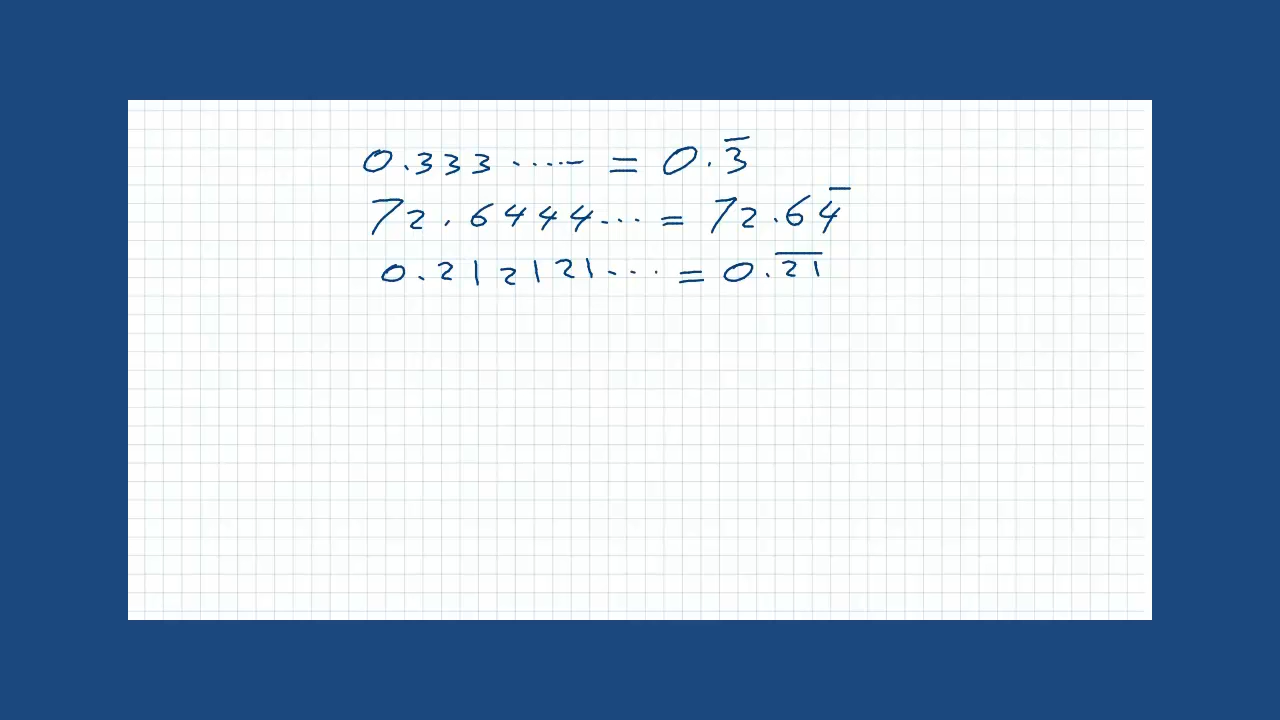 0.333..... = 0.3̅
72.6444... = 72.64̅
0.212121... = 0.2̅1̅